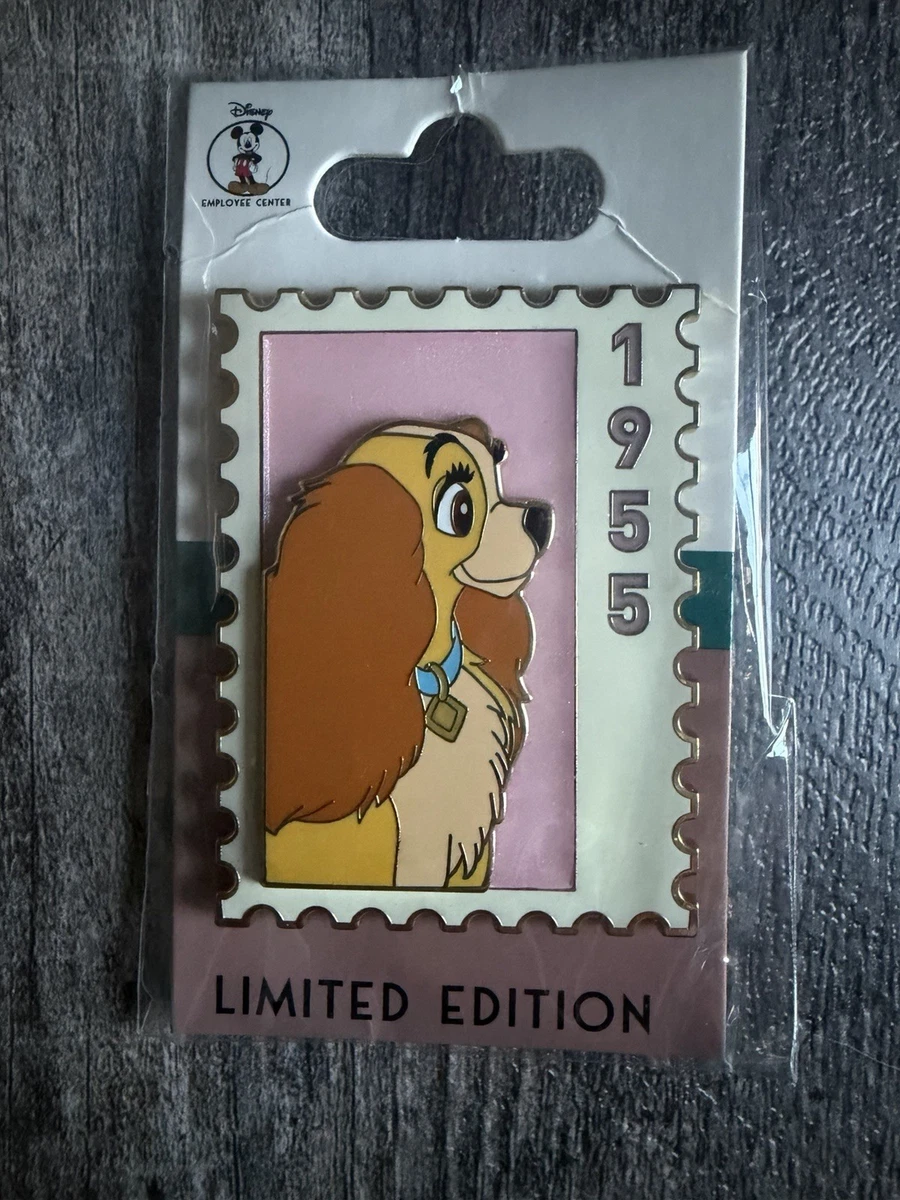 Disney
EMPLOYEE CENTER
1955
LIMITED EDITION